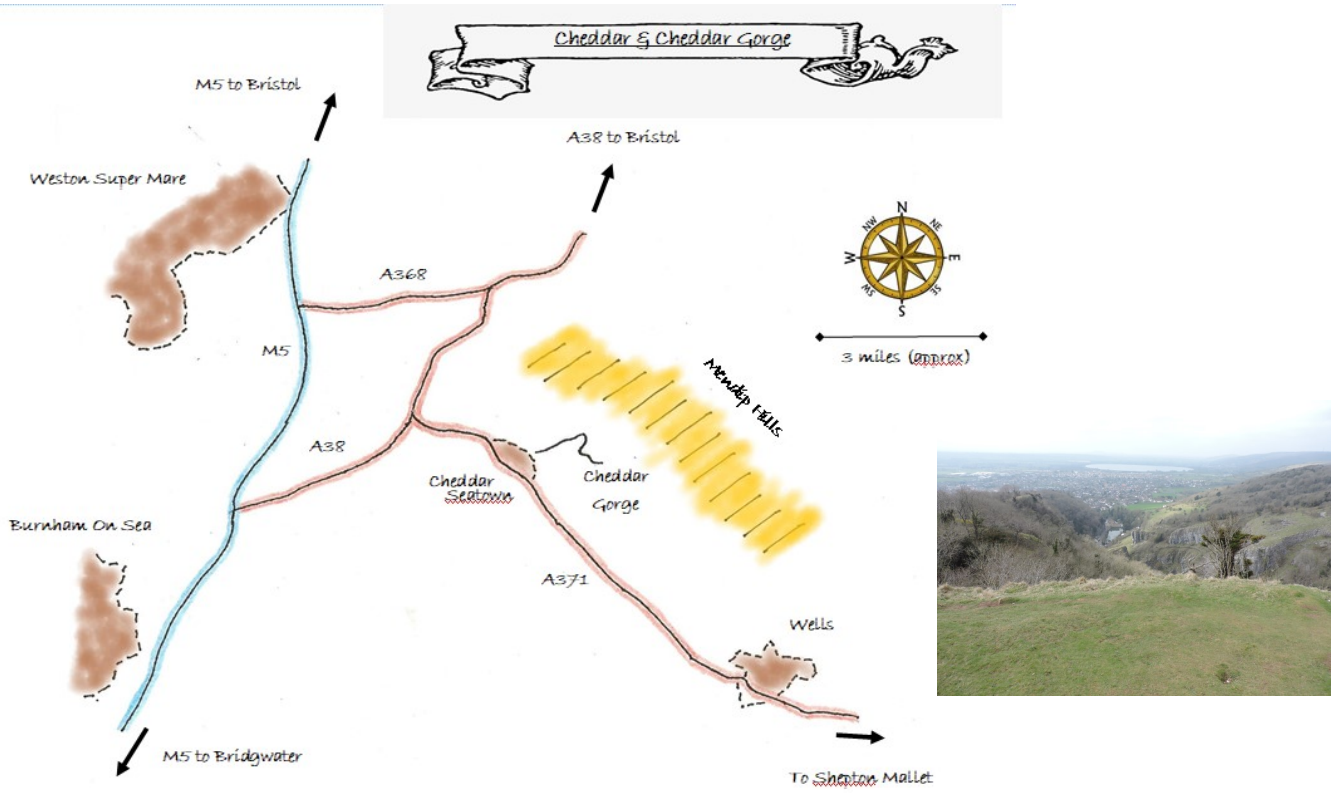 Cheddar & Cheddar Gorge
M5 to Bristol
A38 to Bristol
Weston Super Mare
N
NW
NE
W
E
SW
SE
S
A368
3 miles (approx)
M5
Mendip Hills
A38
Cheddar
Seatown
Cheddar
Gorge
Burnham On Sea
A371
Wells
M5 to Bridgwater
To Shepton Mallet